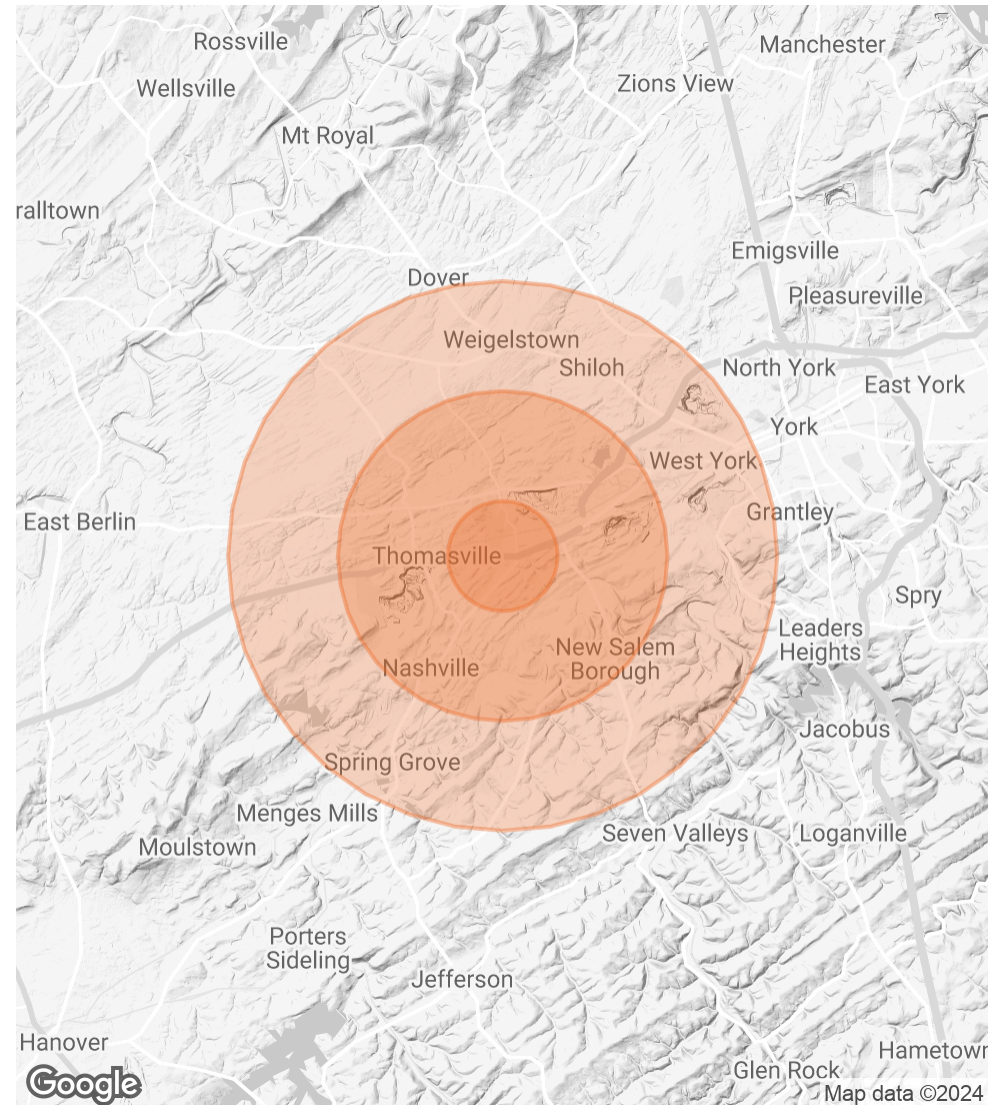 Rossville
Manchester
Wellsville
Zions View
Mt Royal
ralltown
Emigsville
Dover
Pleasureville
Weigelstown
Shiloh
North York
East York
York
West York
East Berlin
Grantley
Thomasville
Spry
Leaders
Heights
New Salem
Borough
Nashville
Jacobus
Spring Grove
Menges Mills
Seven Valleys
Loganville
Moulstown
Porters
Sideling
Jefferson
Hanover
Hametown
Glen Rock
Google
Map data ©2024